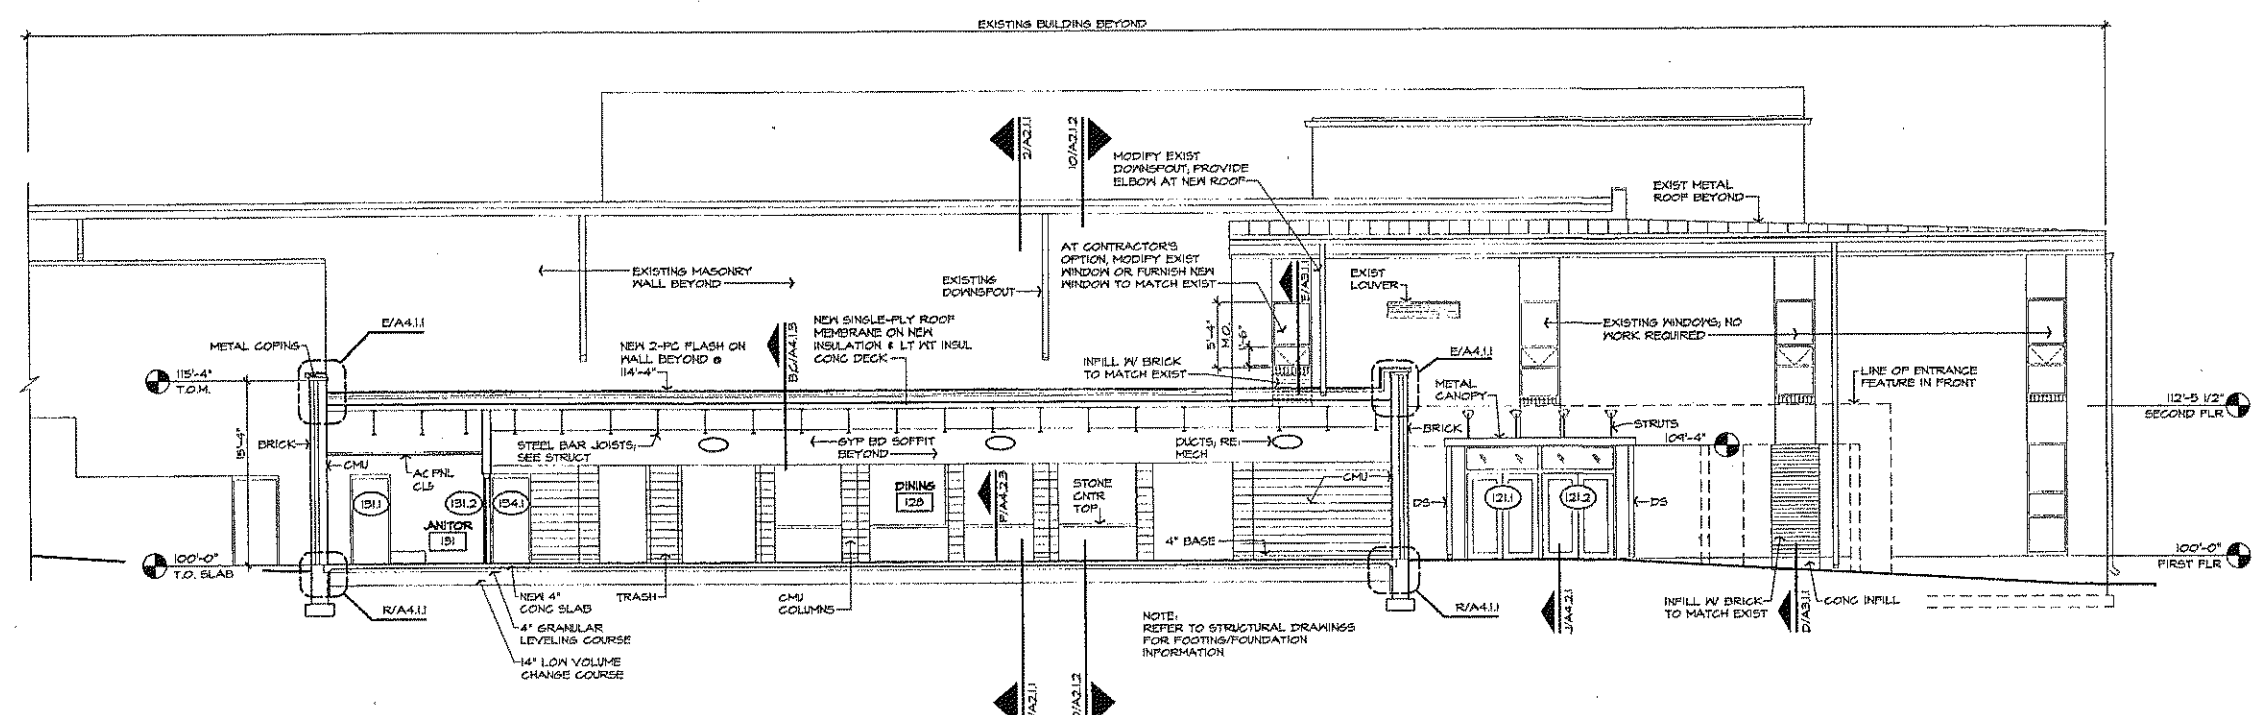 EXISTING BUILDING BEYOND
2/A2.1.1
10/A2.1.2
MODIFY EXIST
DOWNSPOUT; PROVIDE
ELBOW AT NEW ROOF
EXIST METAL
ROOF BEYOND
AT CONTRACTOR'S
OPTION, MODIFY EXIST
WINDOW OR FURNISH NEW
WINDOW TO MATCH EXIST
EXISTING MASONRY
WALL BEYOND
EXISTING
DOWNSPOUT
E/A3.1.1
EXIST
LOUVER
E/A4.1.1
METAL COPING
NEW 2-PC FLASH ON
WALL BEYOND @
114'-4"
B,C/A4.1.3
NEW SINGLE-PLY ROOF
MEMBRANE ON NEW
INSULATION & LT WT INSUL
CONC DECK
5'-4"
M.O.
1'-6"
INFILL W/ BRICK
TO MATCH EXIST
E/A4.1.1
EXISTING WINDOWS; NO
WORK REQUIRED
LINE OF ENTRANCE
FEATURE IN FRONT
115'-4"
T.O.M.
METAL
CANOPY
112'-5 1/2"
SECOND FLR
15'-4"
BRICK
CMU
AC PNL
CLG
STEEL BAR JOISTS;
SEE STRUCT
GYP BD SOFFIT
BEYOND
DUCTS, RE:
MECH
BRICK
STRUTS
109'-4"
CMU
131.1
131.2
134.1
JANITOR
131
DINING
128
F/A4.2.3
STONE
CNTR
TOP
4" BASE
DS
121.1
121.2
DS
100'-0"
T.O. SLAB
100'-0"
FIRST FLR
R/A4.1.1
NEW 4"
CONC SLAB
4" GRANULAR
LEVELING COURSE
14" LOW VOLUME
CHANGE COURSE
TRASH
CMU
COLUMNS
R/A4.1.1
NOTE:
REFER TO STRUCTURAL DRAWINGS
FOR FOOTING/FOUNDATION
INFORMATION
J/A4.2.1
INFILL W/ BRICK
TO MATCH EXIST
D/A3.1.1
CONC INFILL
/A2.1.1
0/A2.1.2